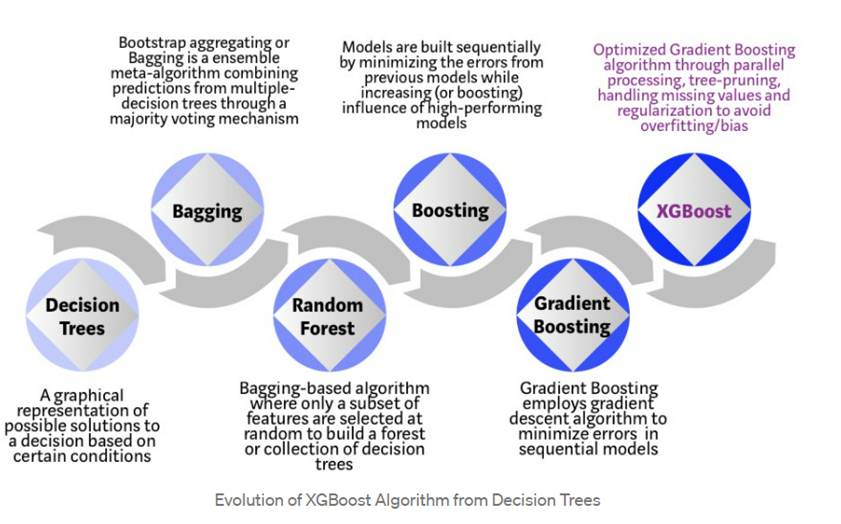 Bootstrap aggregating or
Bagging is a ensemble
meta-algorithm combining
predictions from multiple-
decision trees through a
majority voting mechanism
Models are built sequentially
by minimizing the errors from
previous models while
increasing (or boosting)
influence of high-performing
models
Optimized Gradient Boosting
algorithm through parallel
processing, tree-pruning,
handling missing values and
regularization to avoid
overfitting/bias
Bagging
Boosting
XGBoost
Decision
Trees
Random
Forest
Gradient
Boosting
A graphical
representation of
possible solutions to
a decision based on
certain conditions
Bagging-based algorithm
where only a subset of
features are selected at
random to build a forest
or collection of decision
trees
Gradient Boosting
employs gradient
descent algorithm to
minimize errors in
sequential models
Evolution of XGBoost Algorithm from Decision Trees